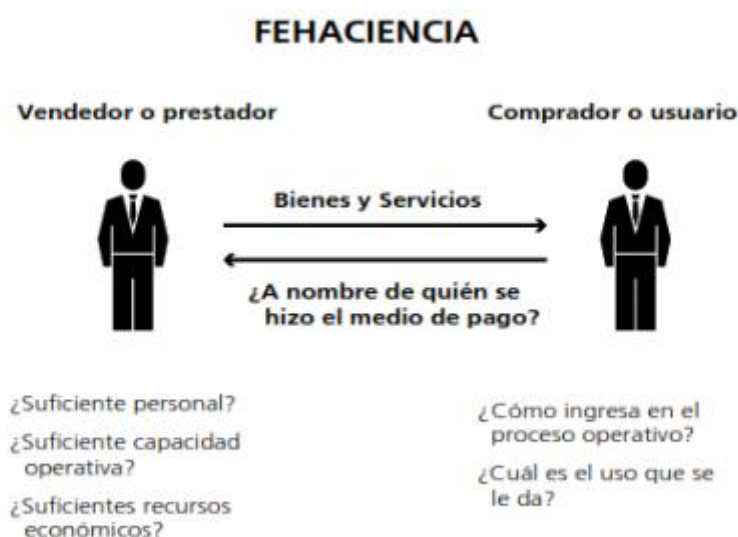 FEHACIENCIA
Vendedor o prestador
Comprador o usuario
Bienes y Servicios
¿A nombre de quién se
hizo el medio de pago?
¿Suficiente personal?
¿Suficiente capacidad
operativa?
¿Suficientes recursos
económicos?
¿Cómo ingresa en el
proceso operativo?
¿Cuál es el uso que se
le da?